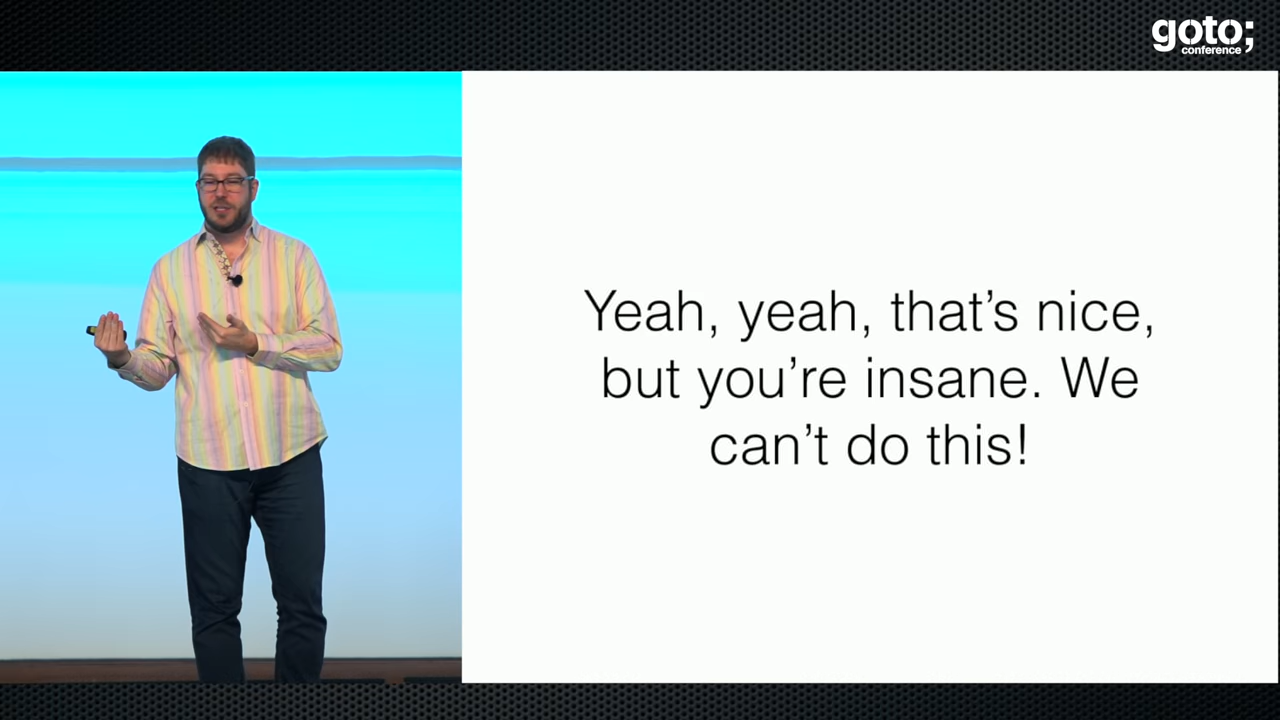 goto;
conference
Yeah, yeah, that's nice,
but you're insane. We
can't do this!